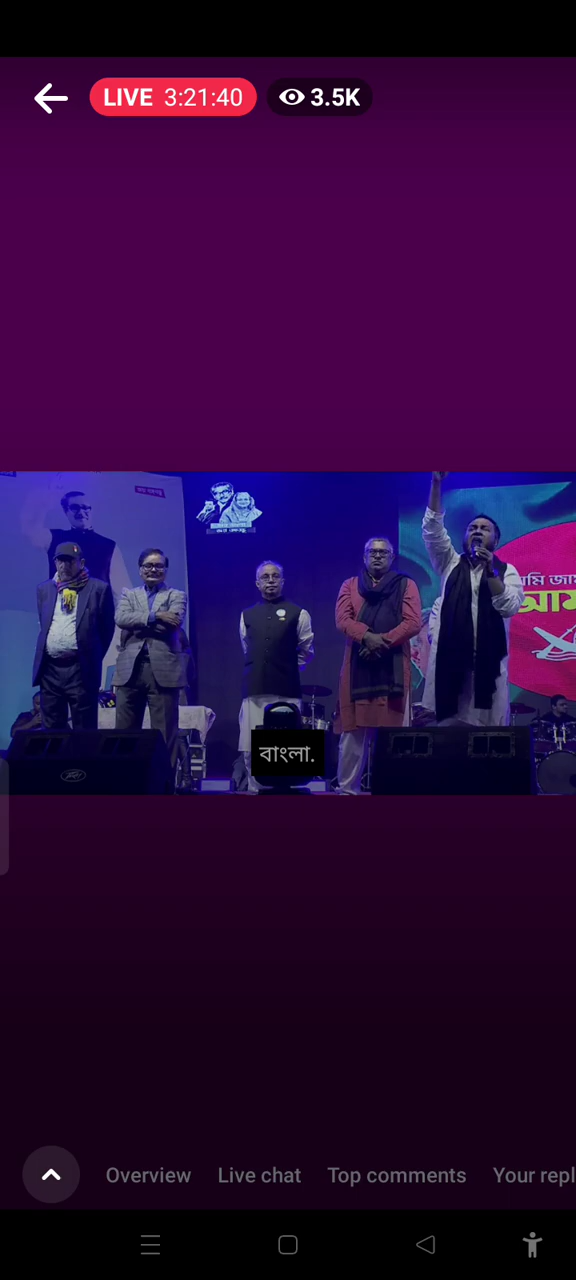 LIVE 3:21:40
3.5K
বাংলা.
Overview Live chat Top comments Your repl